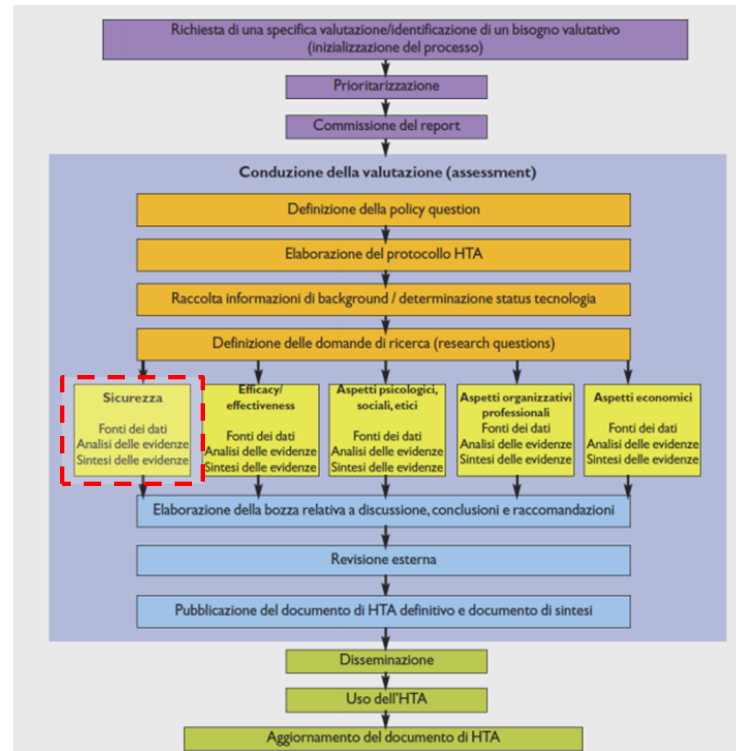 Richiesta di una specifica valutazione/identificazione di un bisogno valutativo
(inizializzazione del processo)
Prioritarizzazione
Commissione del report
Conduzione della valutazione (assessment)
Definizione della policy question
Elaborazione del protocollo HTA
Raccolta informazioni di background / determinazione status tecnologia
Definizione delle domande di ricerca (research questions)
Sicurezza
Fonti dei dati
Analisi delle evidenze
Sintesi delle evidenze
Efficacy/
effectiveness
Fonti dei dati
Analisi delle evidenze
Sintesi delle evidenze
Aspetti psicologici,
sociali, etici
Fonti dei dati
Analisi delle evidenze
Sintesi delle evidenze
Aspetti organizzativi
professionali
Fonti dei dati
Analisi delle evidenze
Sintesi delle evidenze
Aspetti economici
Fonti dei dati
Analisi delle evidenze
Sintesi delle evidenze
Elaborazione della bozza relativa a discussione, conclusioni e raccomandazioni
Revisione esterna
Pubblicazione del documento di HTA definitivo e documento di sintesi
Disseminazione
Uso dell'HTA
Aggiornamento del documento di HTA